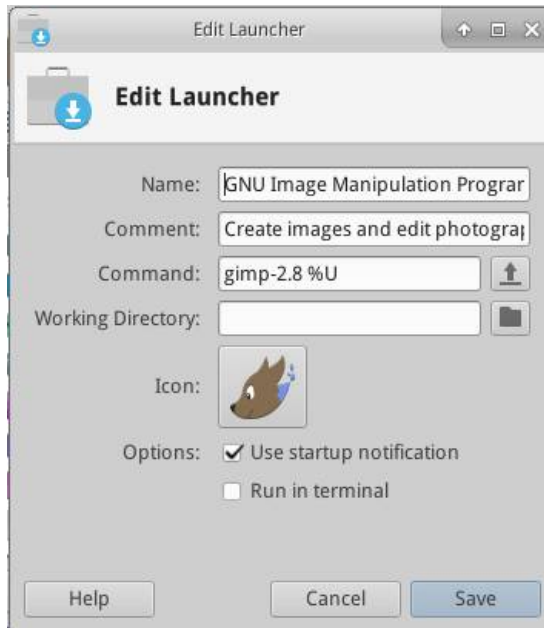 Edit Launcher
Edit Launcher
Name: GNU Image Manipulation Prograr
Comment: Create images and edit photograp
Command: gimp-2.8 %U
Working Directory:
Icon:
Options: Use startup notification
Run in terminal
Help Cancel Save